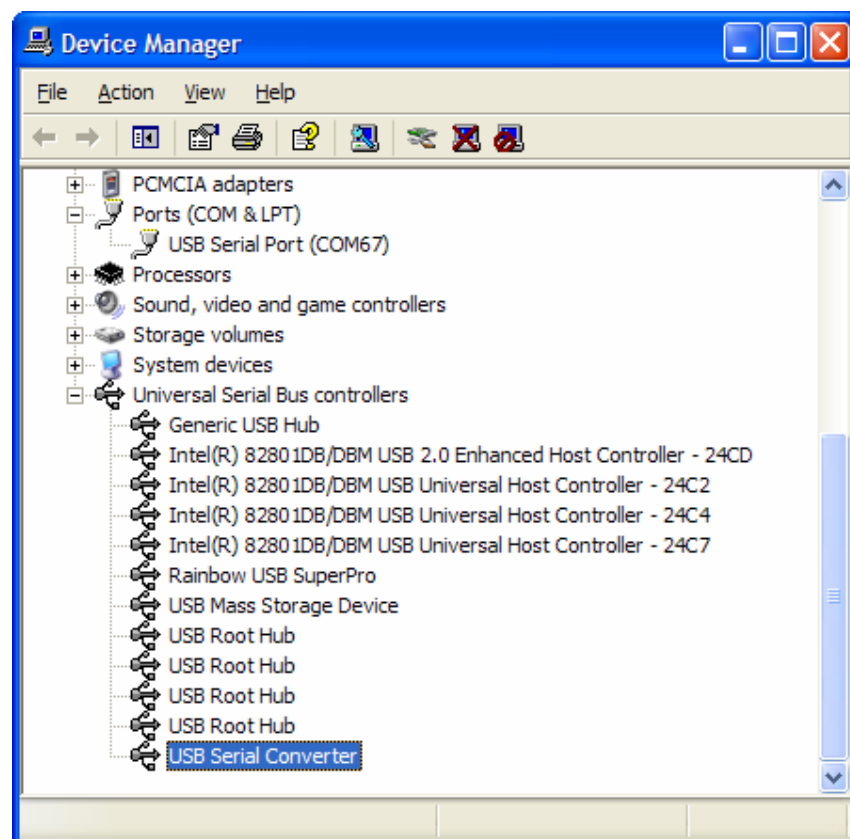 Device Manager
File Action View Help
PCMCIA adapters
Ports (COM & LPT)
USB Serial Port (COM67)
Processors
Sound, video and game controllers
Storage volumes
System devices
Universal Serial Bus controllers
Generic USB Hub
Intel(R) 82801DB/DBM USB 2.0 Enhanced Host Controller - 24CD
Intel(R) 82801DB/DBM USB Universal Host Controller - 24C2
Intel(R) 82801DB/DBM USB Universal Host Controller - 24C4
Intel(R) 82801DB/DBM USB Universal Host Controller - 24C7
Rainbow USB SuperPro
USB Mass Storage Device
USB Root Hub
USB Root Hub
USB Root Hub
USB Root Hub
USB Serial Converter